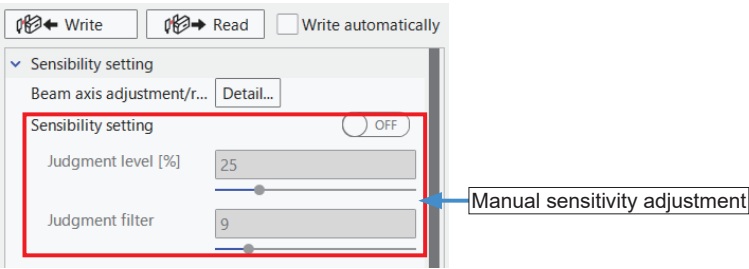 Write Read Write automatically
Sensibility setting
Beam axis adjustment/r... Detail...
Sensibility setting OFF
Judgment level [%] 25
Manual sensitivity adjustment
Judgment filter 9